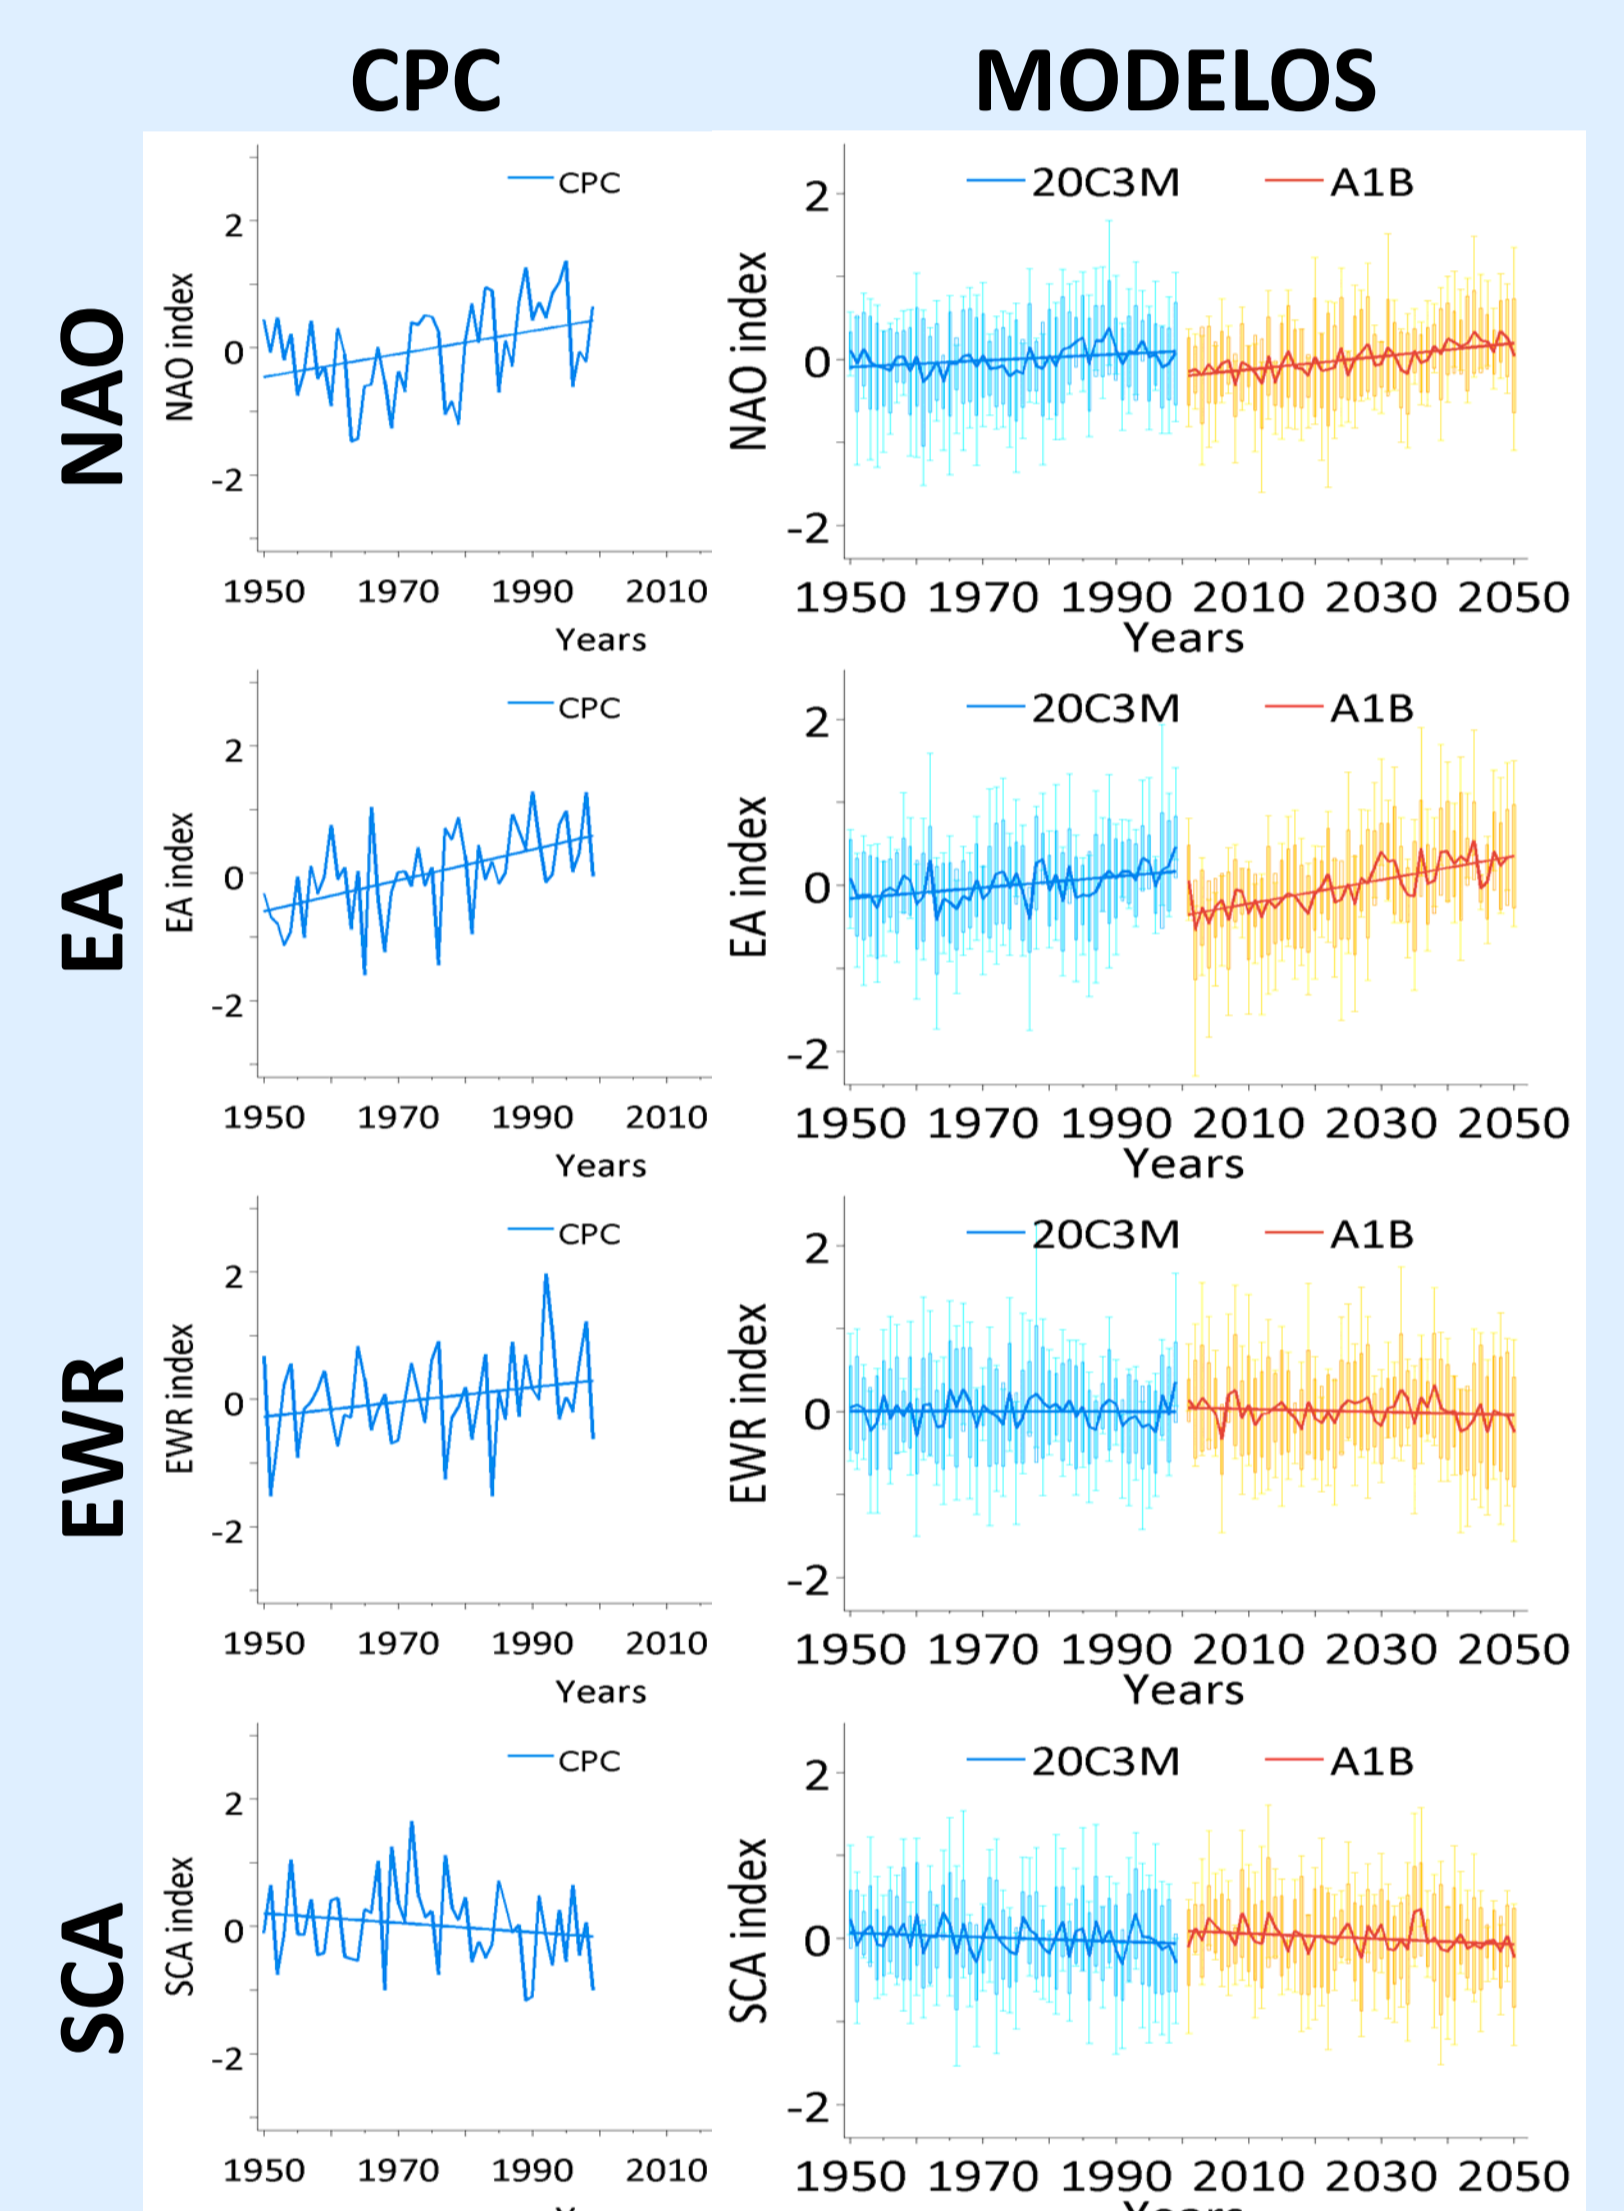 CPC MODELOS
NAO
NAO index
CPC
2
0
-2
1950 1970 1990 2010
Years
NAO index
20C3M A1B
2
0
-2
1950 1970 1990 2010 2030 2050
Years
EA
EA index
CPC
2
0
-2
1950 1970 1990 2010
Years
EA index
20C3M A1B
2
0
-2
1950 1970 1990 2010 2030 2050
Years
EWR
EWR index
CPC
2
0
-2
1950 1970 1990 2010
Years
EWR index
20C3M A1B
2
0
-2
1950 1970 1990 2010 2030 2050
Years
SCA
SCA index
CPC
2
0
-2
1950 1970 1990 2010
SCA index
20C3M A1B
2
0
-2
1950 1970 1990 2010 2030 2050